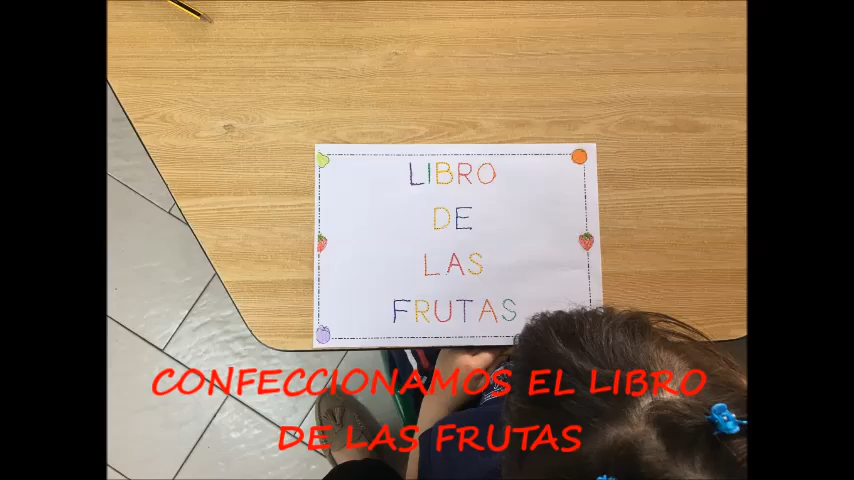 LIBRO
DE
LAS
FRUTAS
CONFECCIONAMOS EL LIBRO
DE LAS FRUTAS